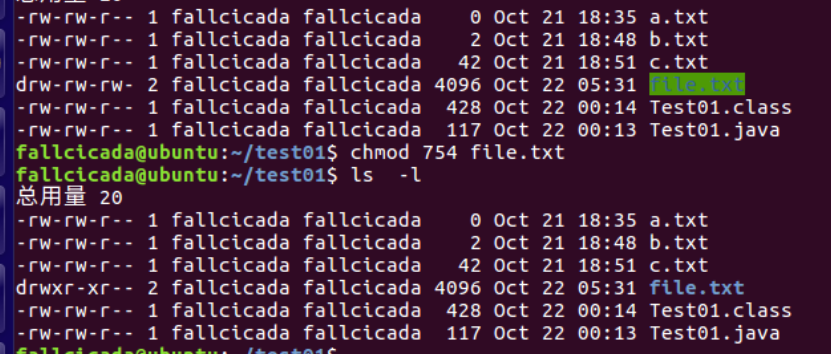 -rw-rw-r-- 1 fallcicada fallcicada    0 Oct 21 18:35 a.txt
-rw-rw-r-- 1 fallcicada fallcicada    2 Oct 21 18:48 b.txt
-rw-rw-r-- 1 fallcicada fallcicada   42 Oct 21 18:51 c.txt
drw-rw-rw- 2 fallcicada fallcicada 4096 Oct 22 05:31 file.txt
-rw-rw-r-- 1 fallcicada fallcicada  428 Oct 22 00:14 Test01.class
-rw-rw-r-- 1 fallcicada fallcicada  117 Oct 22 00:13 Test01.java
fallcicada@ubuntu:~/test01$ chmod 754 file.txt
fallcicada@ubuntu:~/test01$ ls  -l
总用量 20
-rw-rw-r-- 1 fallcicada fallcicada    0 Oct 21 18:35 a.txt
-rw-rw-r-- 1 fallcicada fallcicada    2 Oct 21 18:48 b.txt
-rw-rw-r-- 1 fallcicada fallcicada   42 Oct 21 18:51 c.txt
drwxr-xr-- 2 fallcicada fallcicada 4096 Oct 22 05:31 file.txt
-rw-rw-r-- 1 fallcicada fallcicada  428 Oct 22 00:14 Test01.class
-rw-rw-r-- 1 fallcicada fallcicada  117 Oct 22 00:13 Test01.java